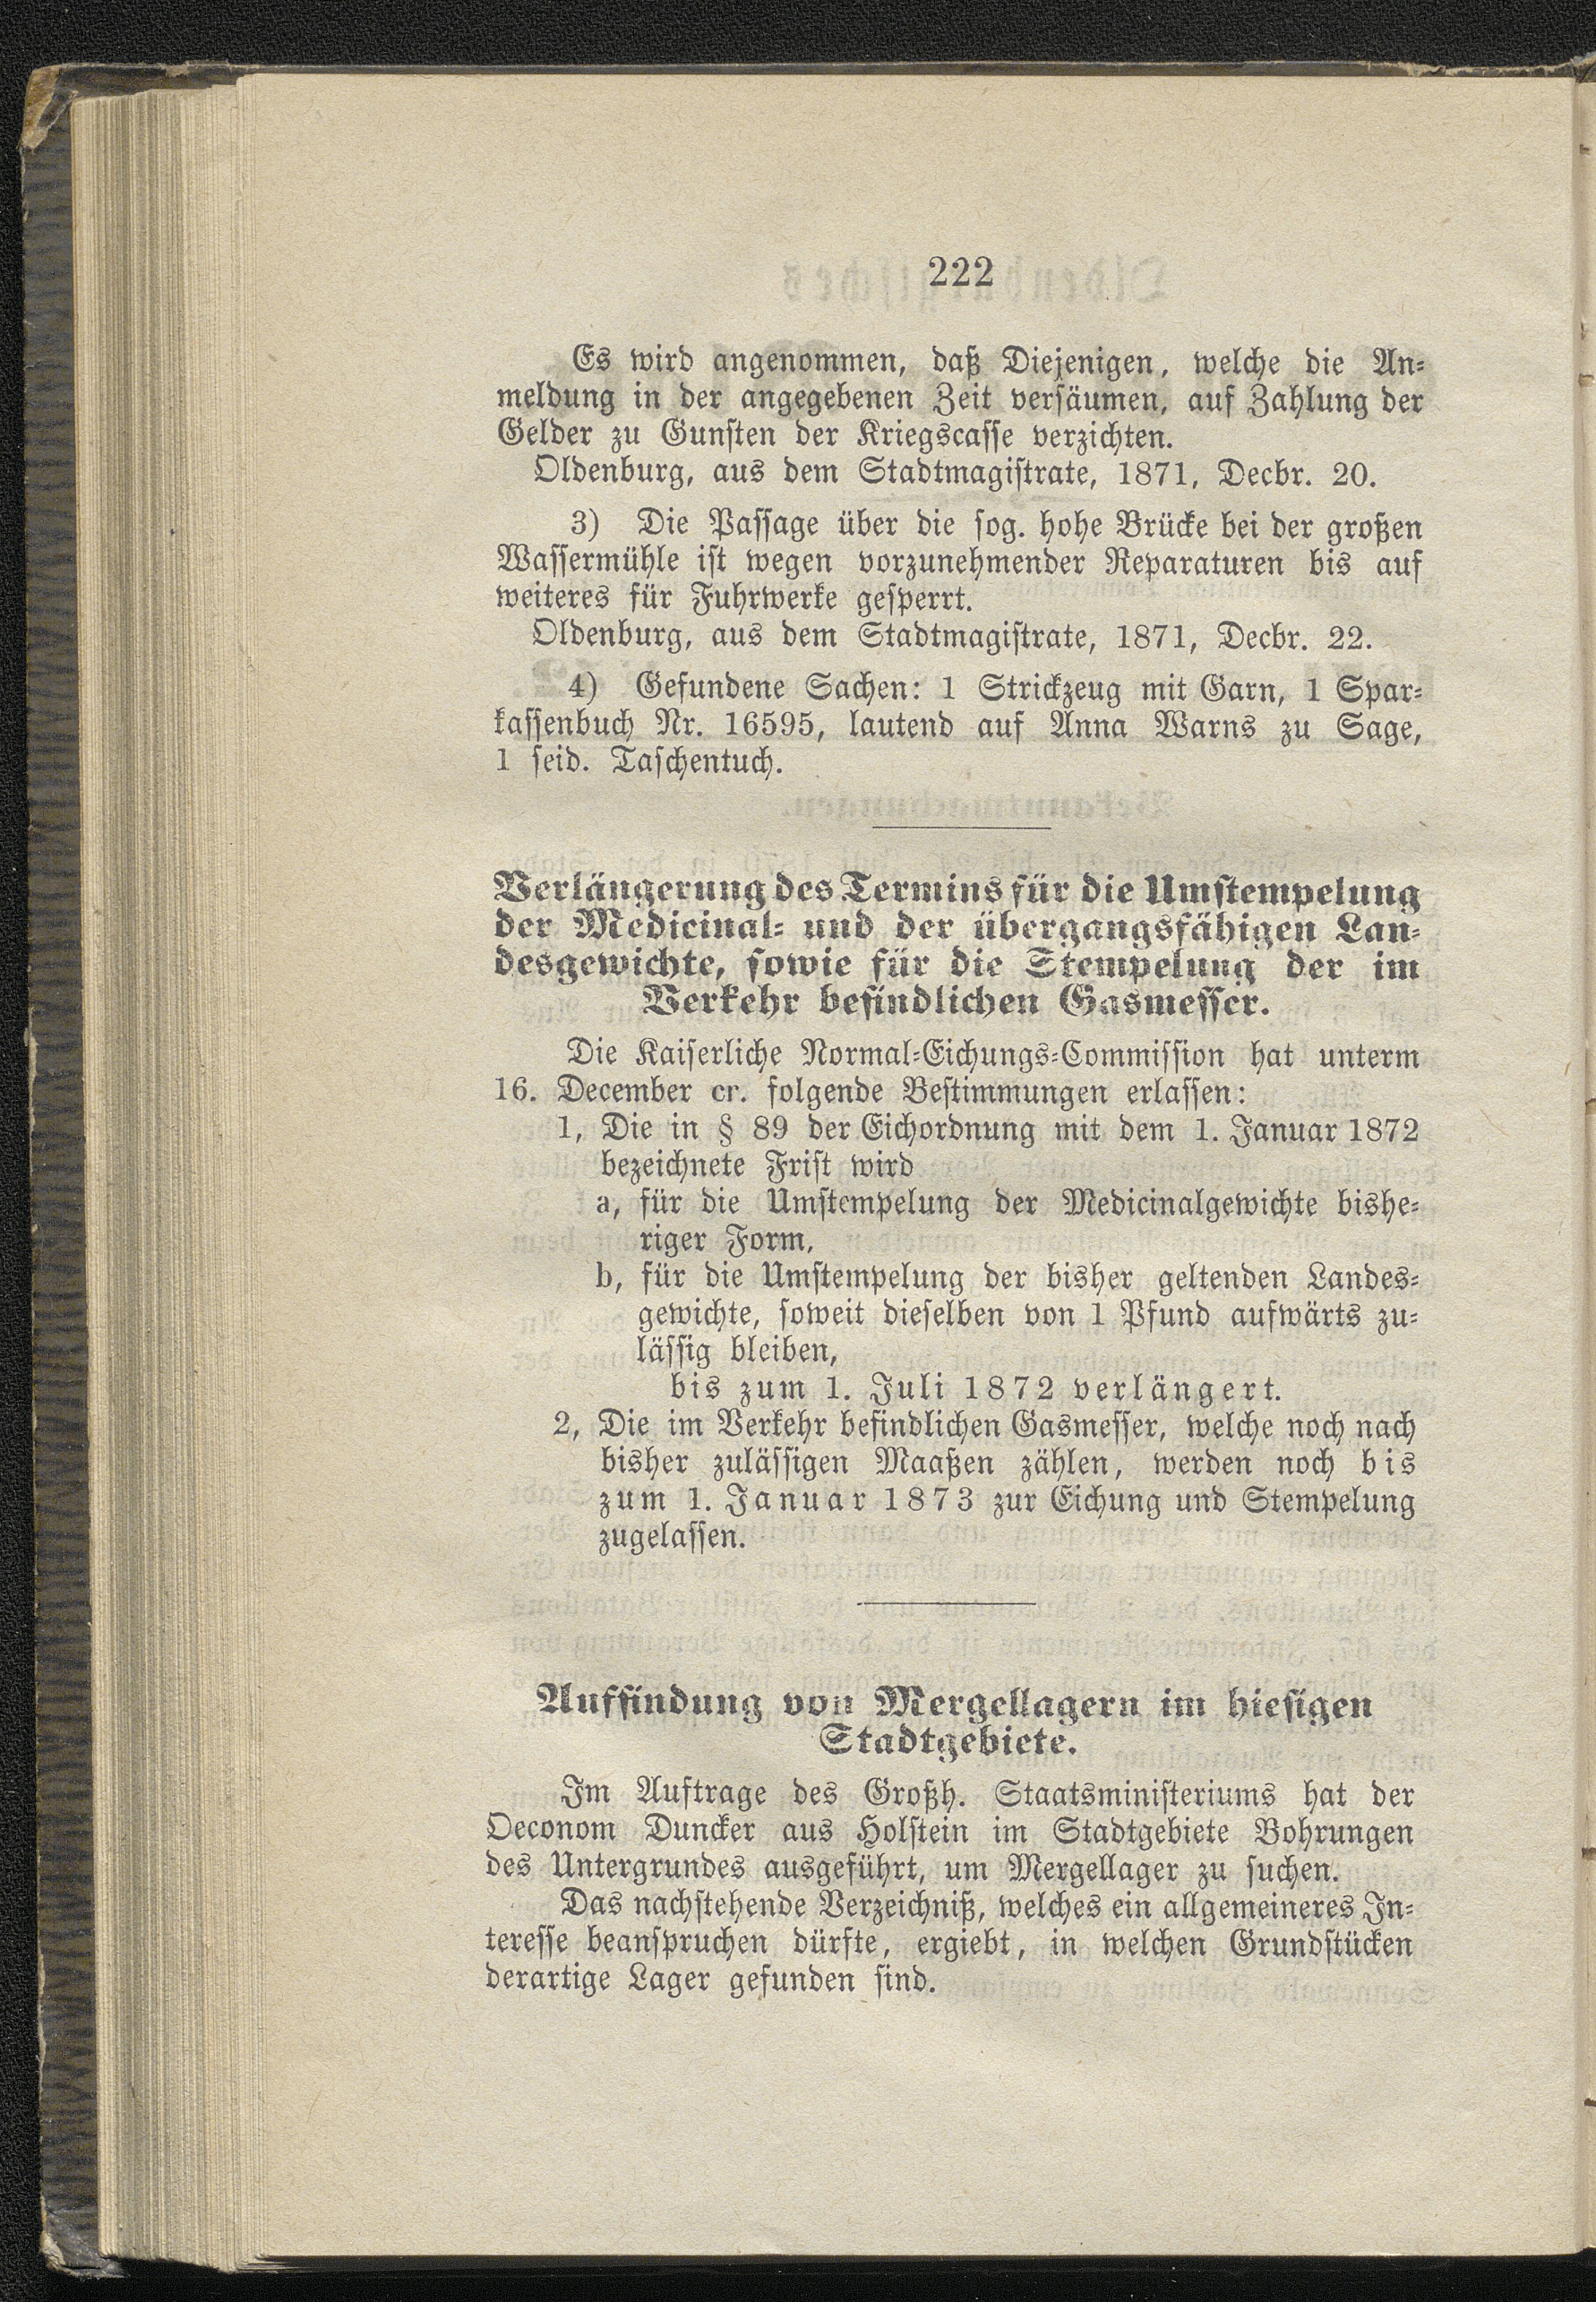 222
Es wird angenommen, daß Diejenigen, welche die An-
meldung in der angegebenen Zeit versäumen, auf Zahlung der
Gelder zu Gunsten der Kriegscasse verzichten.
Oldenburg, aus dem Stadtmagistrate, 1871, Decbr. 20.
3) Die Passage über die sog. hohe Brücke bei der großen
Wassermühle ist wegen vorzunehmender Reparaturen bis auf
weiteres für Fuhrwerke gesperrt.
Oldenburg, aus dem Stadtmagistrate, 1871, Decbr. 22.
4) Gefundene Sachen: 1 Strickzeug mit Garn, 1 Spar-
kassenbuch Nr. 16595, lautend auf Anna Warns zu Sage,
1 seid. Taschentuch.
Verlängerung des Termins für die Umstempelung
der Medicinal- und der übergangsfähigen Lan-
desgewichte, sowie für die Stempelung der im
Verkehr befindlichen Gasmesser.
Die Kaiserliche Normal-Eichungs-Commission hat unterm
16. December cr. folgende Bestimmungen erlassen:
1, Die in § 89 der Eichordnung mit dem 1. Januar 1872
bezeichnete Frist wird
a, für die Umstempelung der Medicinalgewichte bishe-
riger Form,
b, für die Umstempelung der bisher geltenden Landes-
gewichte, soweit dieselben von 1 Pfund aufwärts zu-
lässig bleiben,
bis zum 1. Juli 1872 verlängert.
2, Die im Verkehr befindlichen Gasmesser, welche noch nach
bisher zulässigen Maaßen zählen, werden noch bis
zum 1. Januar 1873 zur Eichung und Stempelung
zugelassen.
Auffindung von Mergellagern im hiesigen
Stadtgebiete.
Im Auftrage des Großh. Staatsministeriums hat der
Oeconom Duncker aus Holstein im Stadtgebiete Bohrungen
des Untergrundes ausgeführt, um Mergellager zu suchen.
Das nachstehende Verzeichniß, welches ein allgemeineres In-
teresse beanspruchen dürfte, ergiebt, in welchen Grundstücken
derartige Lager gefunden sind.